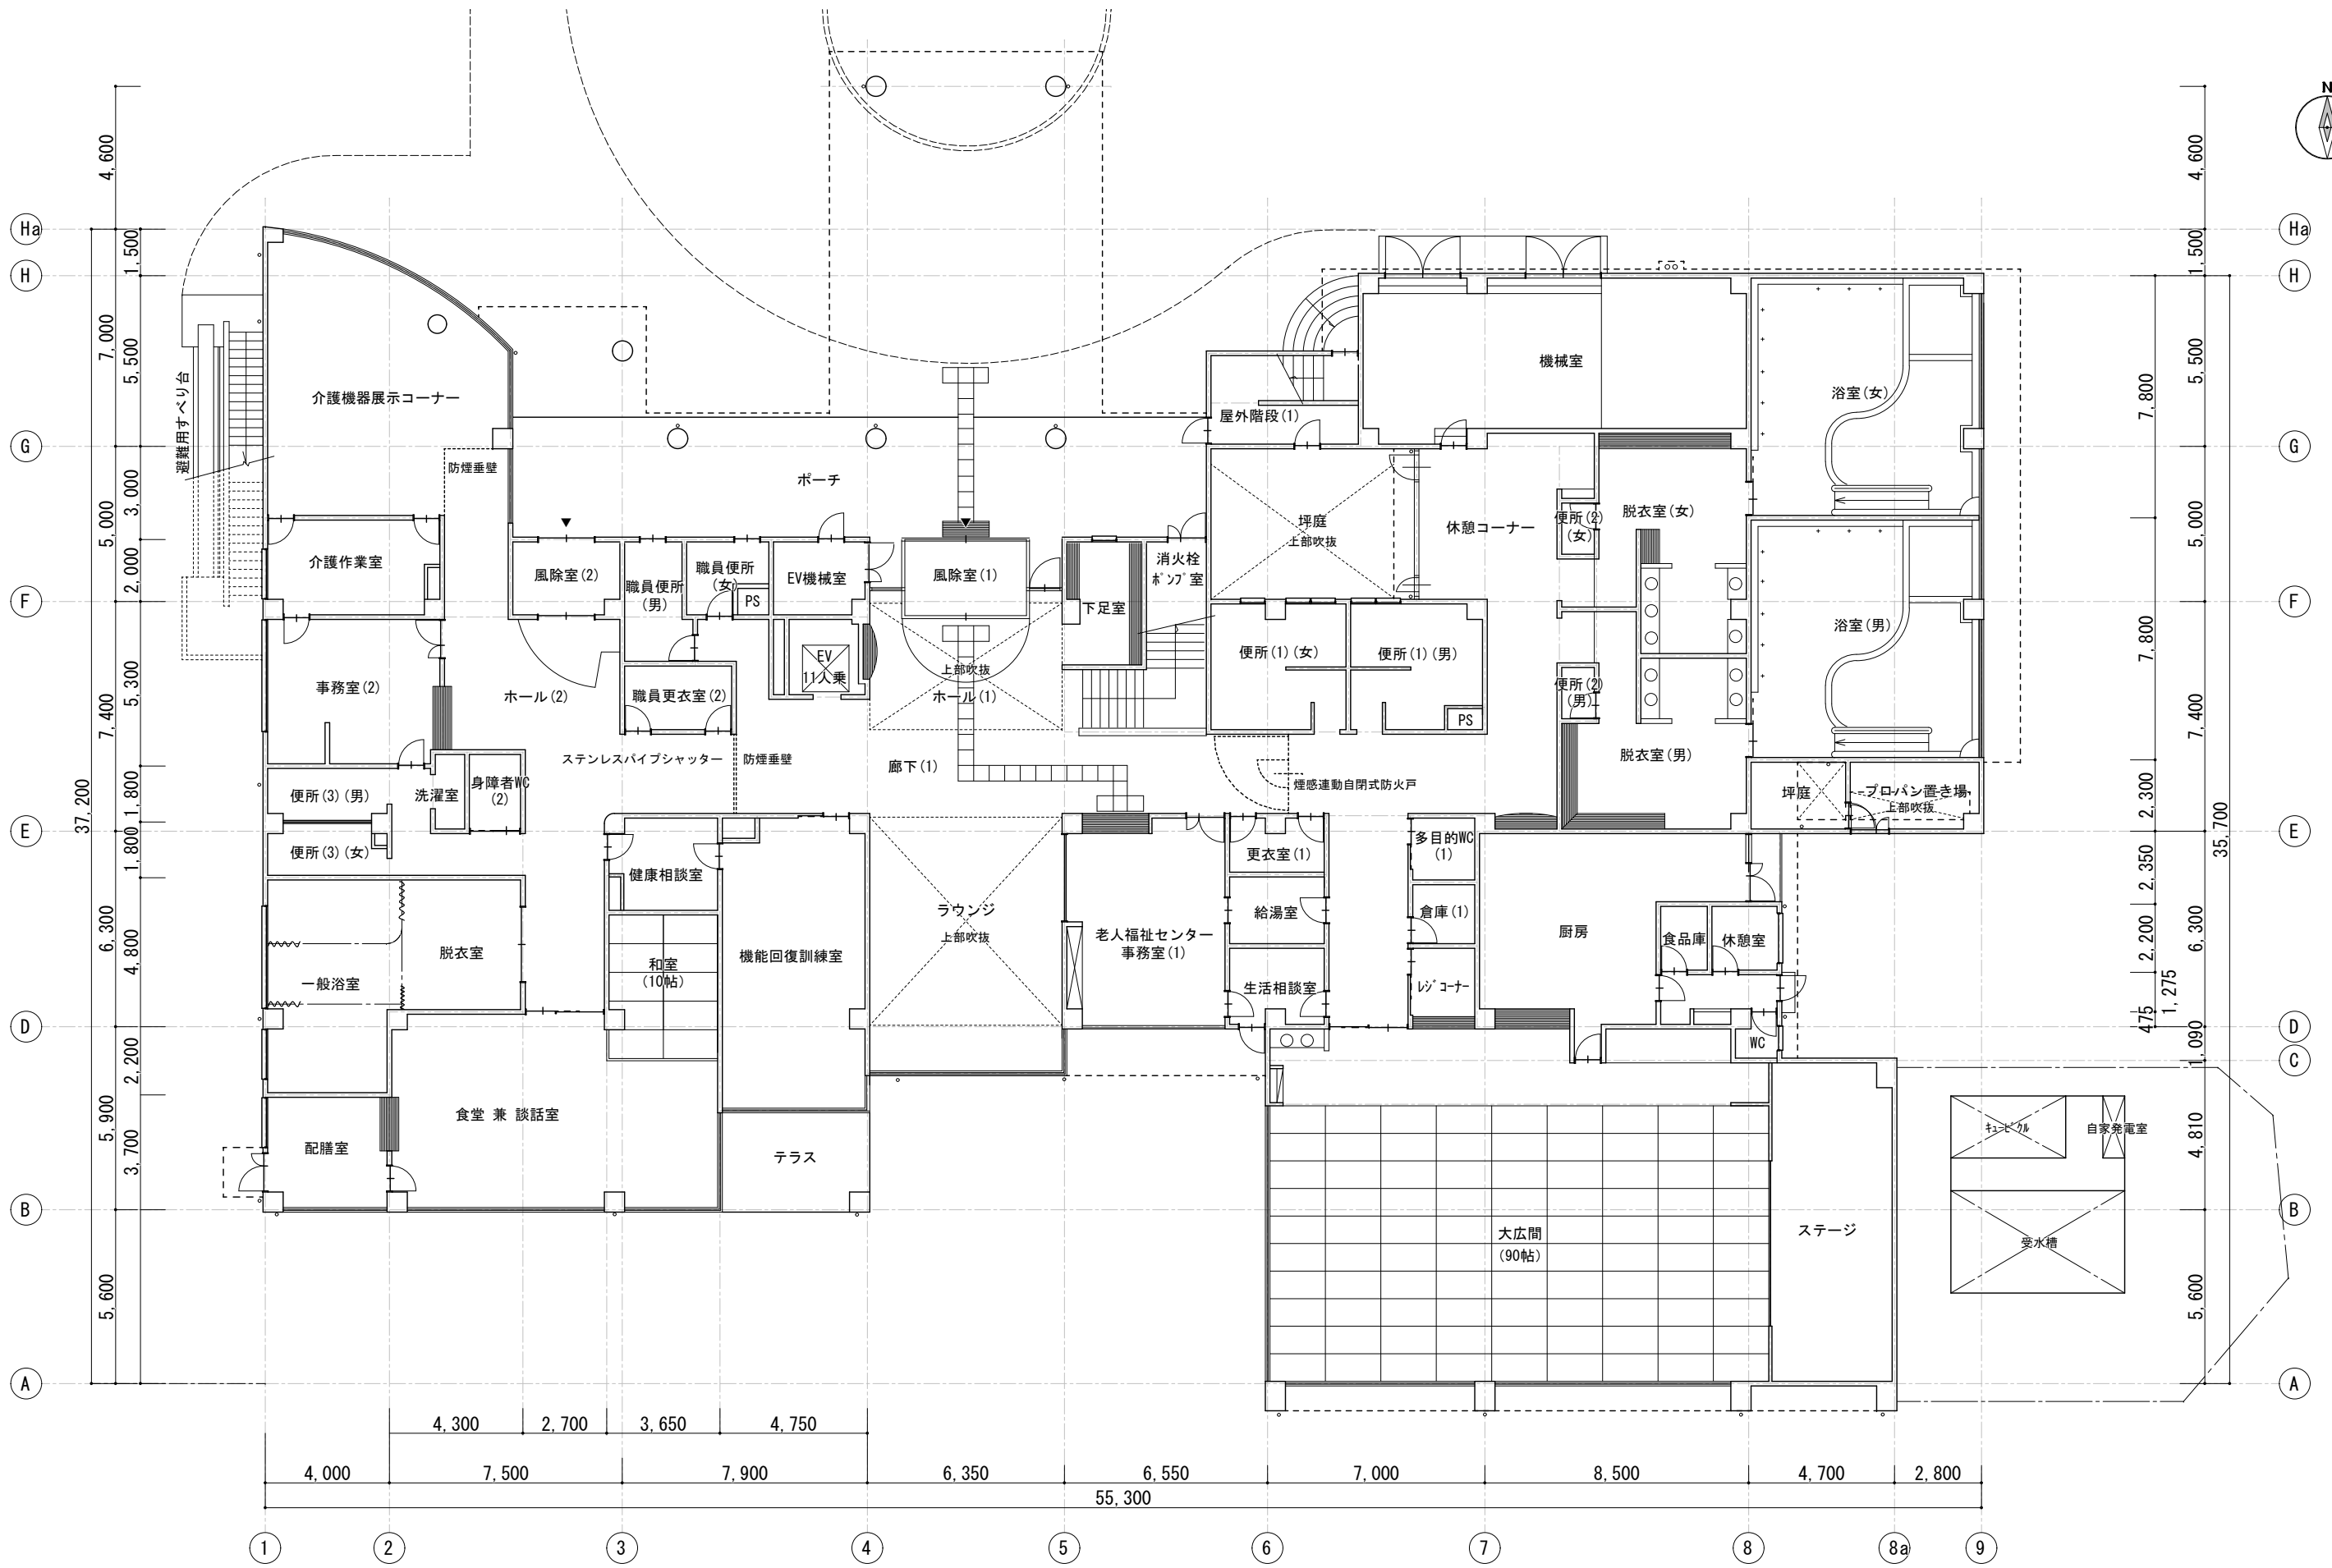 N
4,600
4,600
Ha
1,500
1,500
Ha
H
H
7,000
5,500
機械室
5,500
7,800
避難用すべり台
介護機器展示コーナー
浴室(女)
屋外階段(1)
G
G
防煙垂壁
ポーチ
5,000
3,000
坪庭
上部吹抜
休憩コーナー
便所(2)
(女)
脱衣室(女)
5,000
介護作業室
風除室(2)
職員便所
(男)
職員便所
(女)
PS
EV機械室
風除室(1)
下足室
消火栓
ポンプ室
2,000
F
F
浴室(男)
7,800
事務室(2)
ホール(2)
職員更衣室(2)
EV
11人乗
上部吹抜
ホール(1)
便所(1)(女)
便所(1)(男)
PS
便所(2)
(男)
7,400
5,300
7,400
37,200
ステンレスパイプシャッター
防煙垂壁
廊下(1)
煙感連動自閉式防火戸
脱衣室(男)
便所(3)(男)
洗濯室
身障者WC
(2)
1,800
坪庭
プロパン置き場
上部吹抜
2,300
35,700
E
E
便所(3)(女)
1,800
健康相談室
更衣室(1)
多目的WC
(1)
2,350
6,300
4,800
一般浴室
脱衣室
和室
(10帖)
機能回復訓練室
ラウンジ
上部吹抜
老人福祉センター
事務室(1)
給湯室
倉庫(1)
厨房
食品庫
休憩室
2,200
6,300
生活相談室
レジコーナー
1,275
475
D
D
2,200
WC
1,090
C
5,900
3,700
配膳室
食堂 兼 談話室
テラス
キュービクル
自家発電室
4,810
B
B
大広間
(90帖)
ステージ
受水槽
5,600
5,600
A
A
4,300
2,700
3,650
4,750
4,000
7,500
7,900
6,350
6,550
7,000
8,500
4,700
2,800
55,300
1
2
3
4
5
6
7
8
8a
9